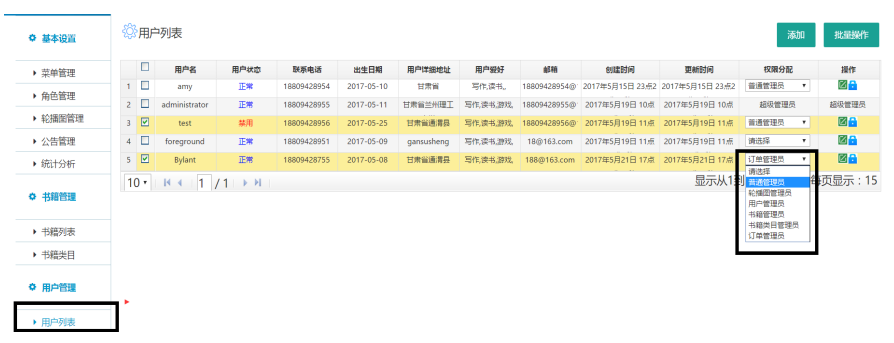 基本设置
菜单管理
角色管理
轮播图管理
公告管理
统计分析
书籍管理
书籍列表
书籍类目
用户管理
用户列表
用户列表
添加 批量操作
用户名 用户状态 联系电话 出生日期 用户详细地址 用户爱好 邮箱 创建时间 更新时间 权限分配 操作
1 amy 正常 18809428954 2017-05-10 甘肃省 写作,读书,, 18809428954@ 2017年5月15日 23点2 2017年5月15日 23点2 普通管理员
2 administrator 正常 18809428955 2017-05-11 甘肃省兰州理工 写作,读书,游戏, 18809428955@ 2017年5月19日 10点 2017年5月19日 10点 超级管理员 超级管理员
3 test 禁用 18809428956 2017-05-25 甘肃省通渭县 写作,读书,游戏, 18809428956@ 2017年5月19日 11点 2017年5月19日 11点 普通管理员
4 foreground 正常 18809428951 2017-05-09 gansusheng 写作,读书,游戏, 18@163.com 2017年5月19日 11点 2017年5月19日 11点 请选择
5 Bylant 正常 18809428755 2017-05-08 甘肃省通渭县 写作,读书,游戏, 188@163.com 2017年5月21日 17点 2017年5月21日 17点 订单管理员
请选择
普通管理员
轮播图管理员
用户管理员
书籍管理员
书籍类目管理员
订单管理员
10 1 / 1 显示从1到 每页显示：15